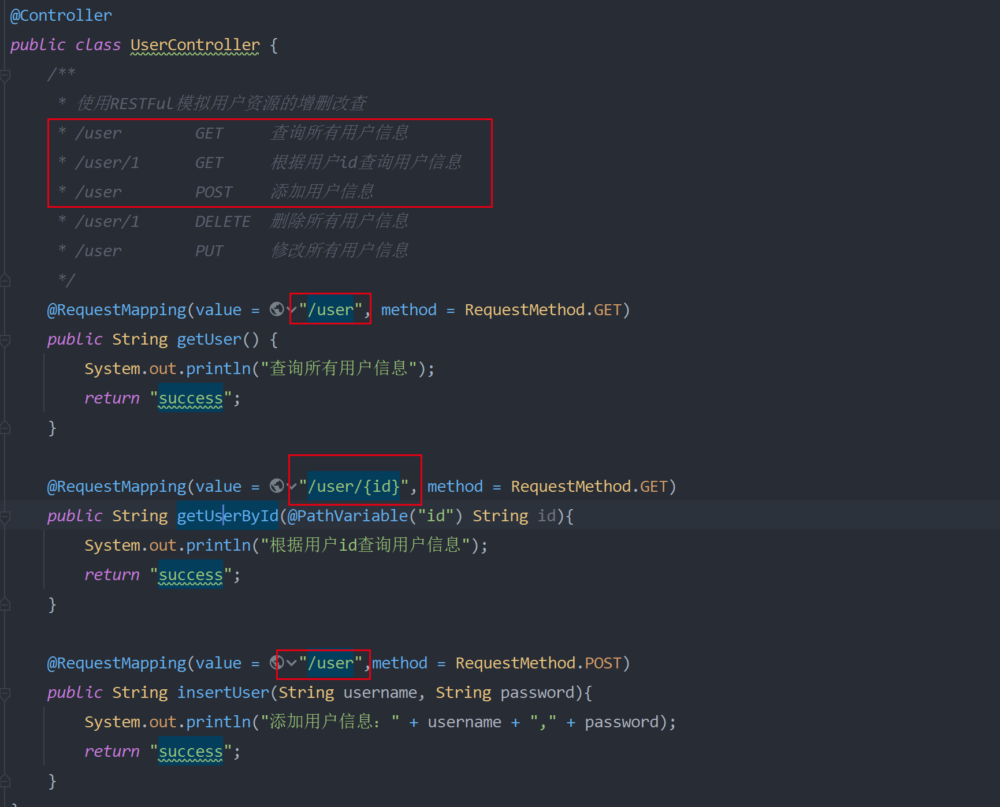 @Controller
public class UserController {
/**
* 使用RESTFul模拟用户资源的增删改查
* /user GET 查询所有用户信息
* /user/1 GET 根据用户id查询用户信息
* /user POST 添加用户信息
* /user/1 DELETE 删除所有用户信息
* /user PUT 修改所有用户信息
*/
@RequestMapping(value = "/user", method = RequestMethod.GET)
public String getUser() {
System.out.println("查询所有用户信息");
return "success";
}
@RequestMapping(value = "/user/{id}", method = RequestMethod.GET)
public String getUserById(@PathVariable("id") String id){
System.out.println("根据用户id查询用户信息");
return "success";
}
@RequestMapping(value = "/user",method = RequestMethod.POST)
public String insertUser(String username, String password){
System.out.println("添加用户信息：" + username + "," + password);
return "success";
}